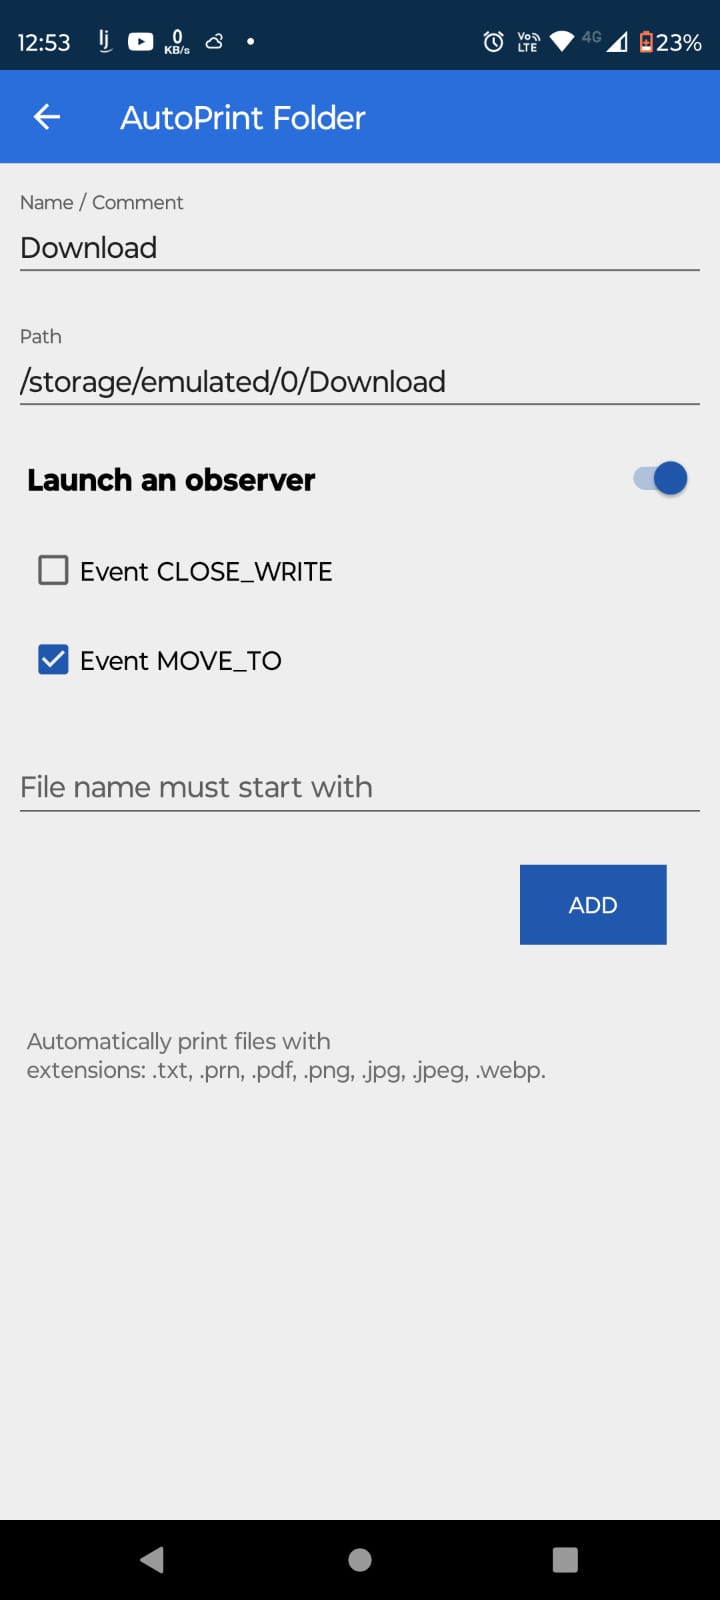 12:53 lj 0 KB/s Vo LTE 4G 23%
AutoPrint Folder
Name / Comment
Download
Path
/storage/emulated/0/Download
Launch an observer
Event CLOSE_WRITE
Event MOVE_TO
File name must start with
ADD
Automatically print files with
extensions: .txt, .prn, .pdf, .png, .jpg, .jpeg, .webp.